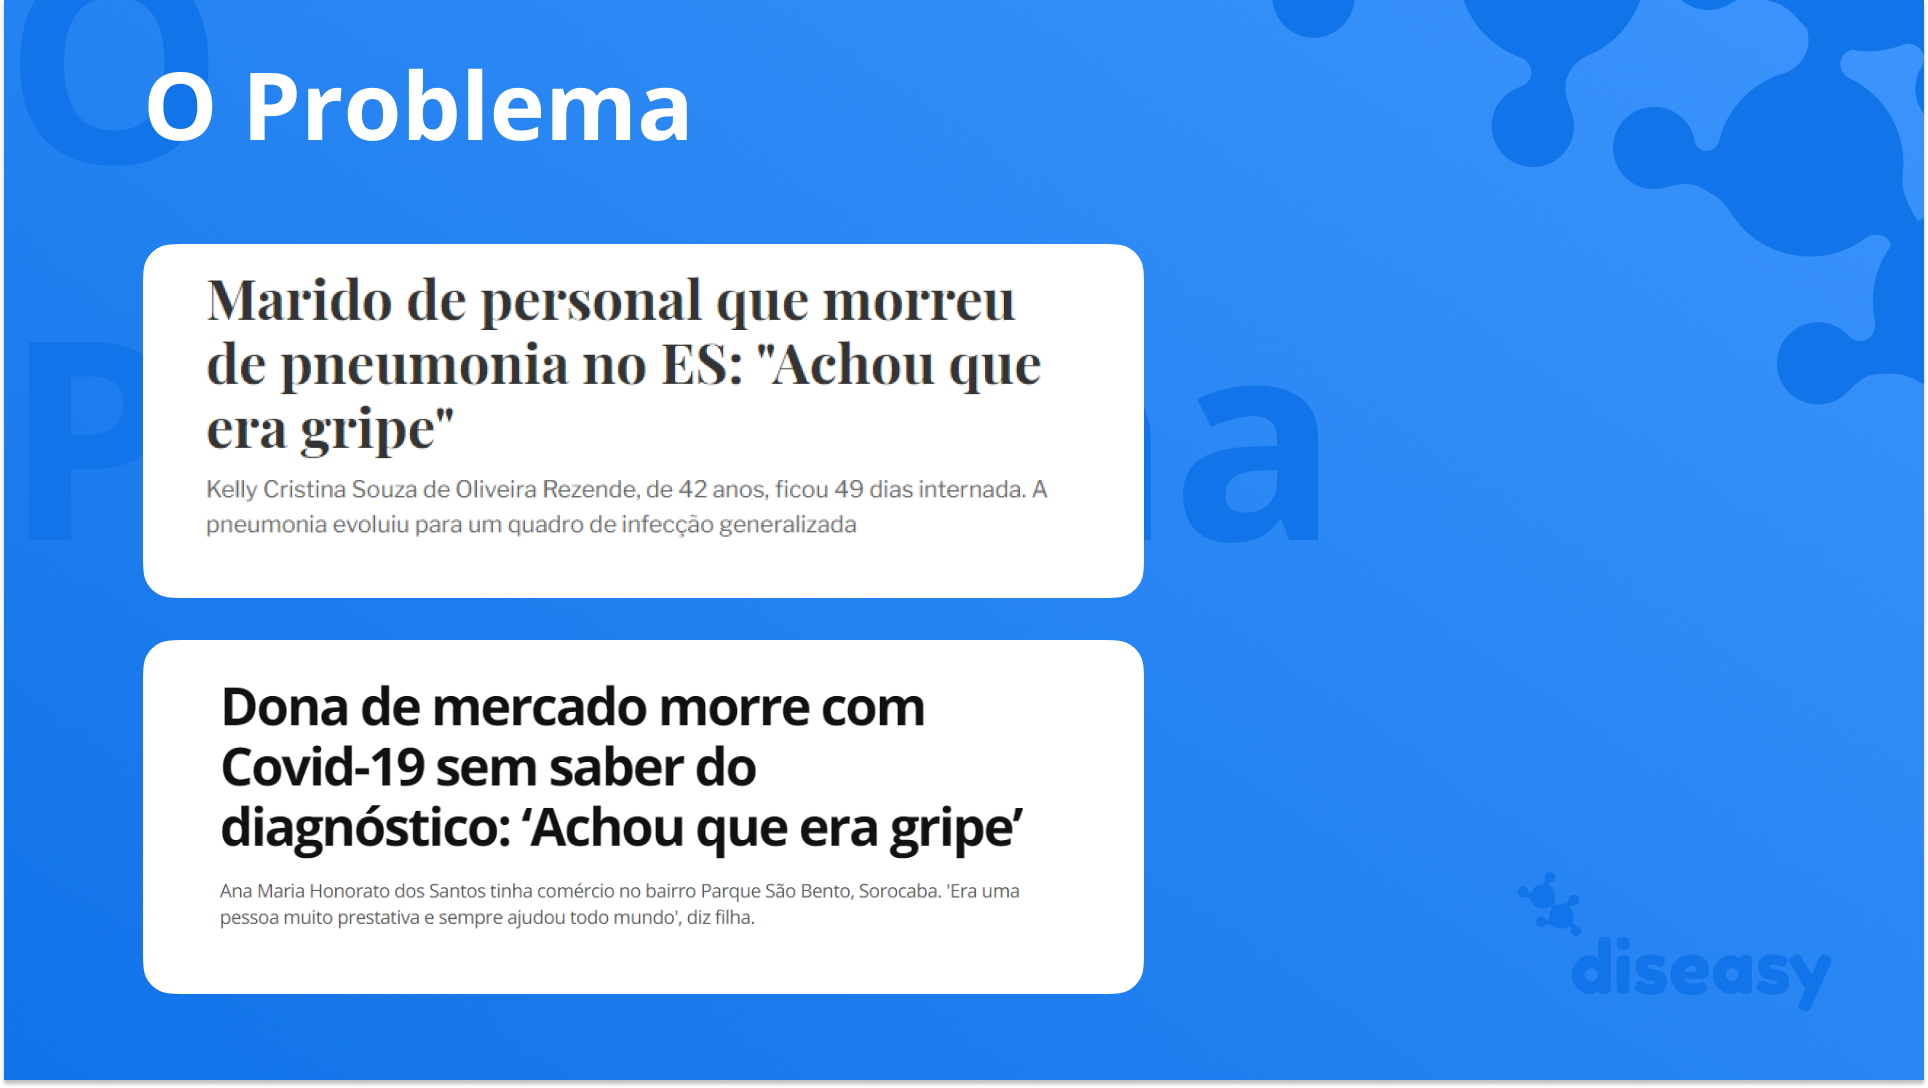 O Problema
Marido de personal que morreu
de pneumonia no ES: "Achou que
era gripe"
Kelly Cristina Souza de Oliveira Rezende, de 42 anos, ficou 49 dias internada. A
pneumonia evoluiu para um quadro de infecção generalizada
Dona de mercado morre com
Covid-19 sem saber do
diagnóstico: ‘Achou que era gripe’
Ana Maria Honorato dos Santos tinha comércio no bairro Parque São Bento, Sorocaba. 'Era uma
pessoa muito prestativa e sempre ajudou todo mundo', diz filha.
diseasy